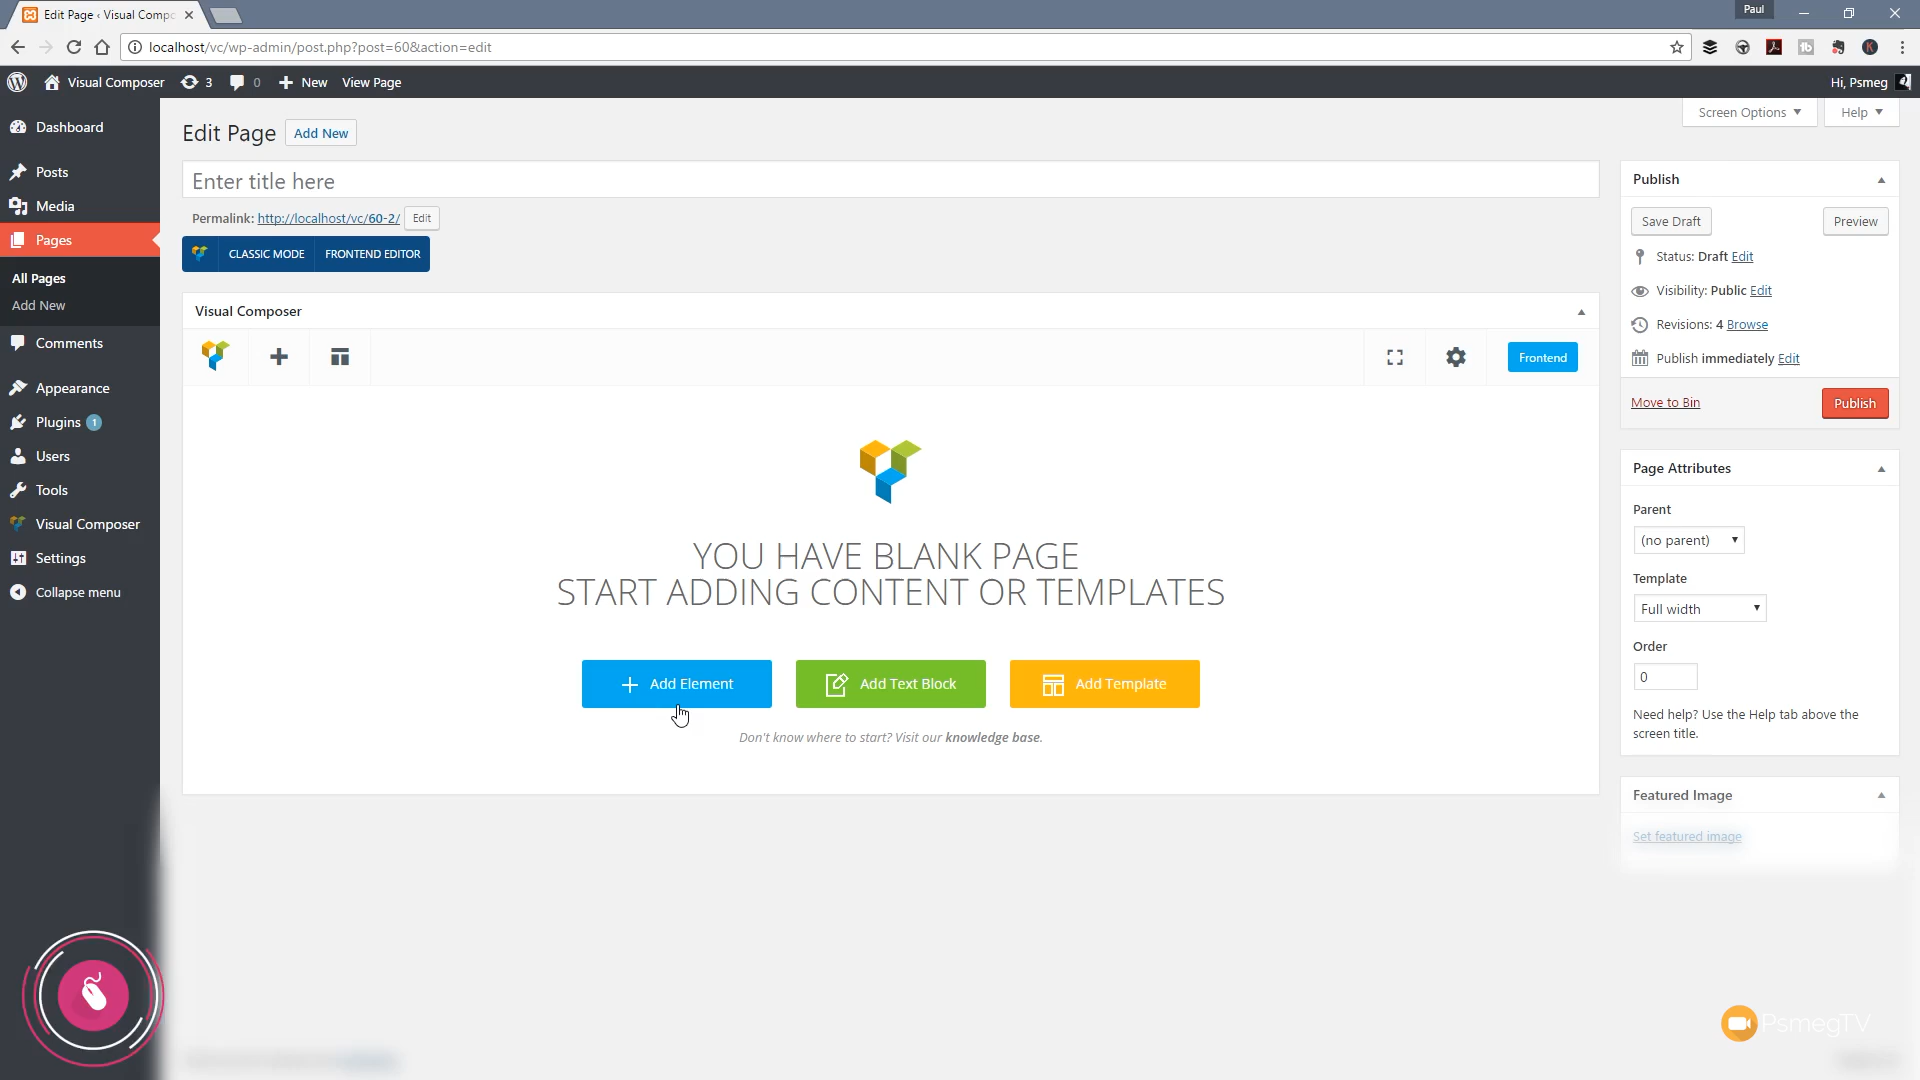 Edit Page ‹ Visual Compo
Paul
localhost/vc/wp-admin/post.php?post=60&action=edit
Visual Composer 3 0 New View Page
Hi, Psmeg
Dashboard
Posts
Media
Pages
All Pages
Add New
Comments
Appearance
Plugins 1
Users
Tools
Visual Composer
Settings
Collapse menu
Screen Options
Help
Edit Page
Add New
Enter title here
Permalink: http://localhost/vc/60-2/ Edit
CLASSIC MODE FRONTEND EDITOR
Visual Composer
Frontend
YOU HAVE BLANK PAGE
START ADDING CONTENT OR TEMPLATES
Add Element
Add Text Block
Add Template
Don't know where to start? Visit our knowledge base.
Publish
Save Draft
Preview
Status: Draft Edit
Visibility: Public Edit
Revisions: 4 Browse
Publish immediately Edit
Move to Bin
Publish
Page Attributes
Parent
(no parent)
Template
Full width
Order
0
Need help? Use the Help tab above the
screen title.
Featured Image
Set featured image
PsmegTV